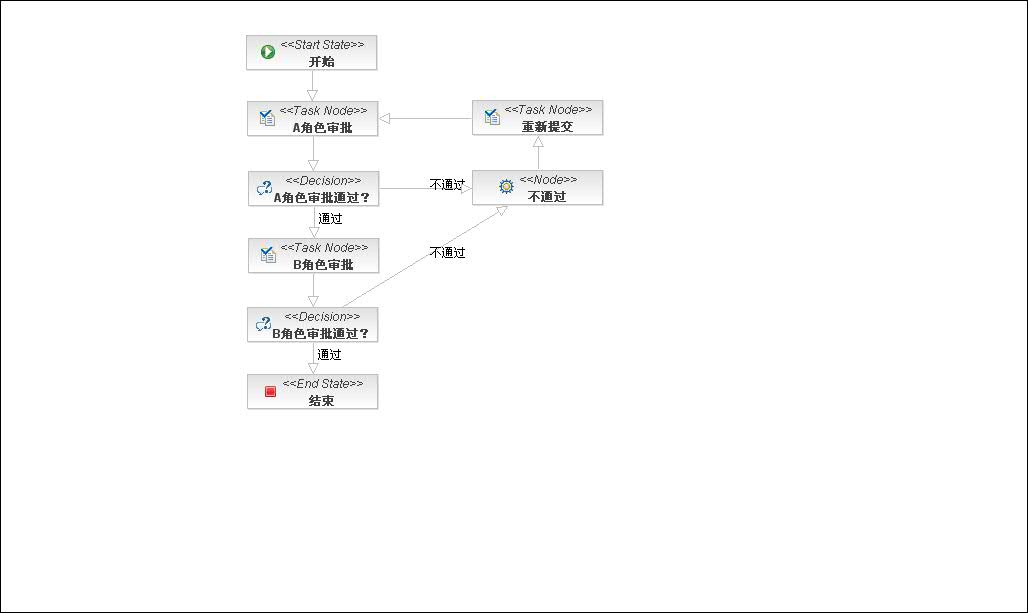 <<Start State>>
开始
<<Task Node>>
A角色审批
<<Task Node>>
重新提交
<<Decision>>
A角色审批通过？
不通过
<<Node>>
不通过
通过
<<Task Node>>
B角色审批
不通过
<<Decision>>
B角色审批通过？
通过
<<End State>>
结束